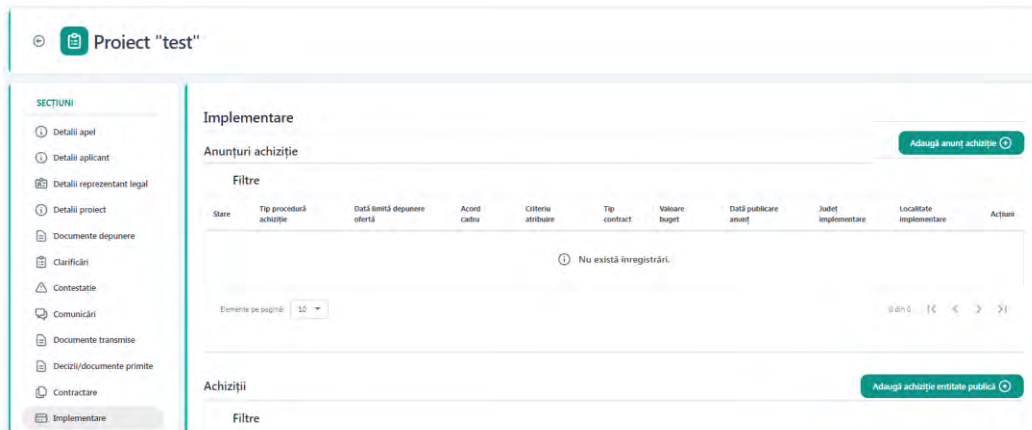 Proiect "test"
SECȚIUNI
Detalii apel
Detalii aplicant
Detalii reprezentant legal
Detalii proiect
Documente depunere
Clarificări
Contestație
Comunicări
Documente transmise
Decizii/documente primite
Contractare
Implementare
Implementare
Anunțuri achiziție
Adaugă anunț achiziție
Filtre
Stare Tip procedură achiziție Dată limită depunere ofertă Acord cadru Criteriu atribuire Tip contract Valoare buget Dată publicare anunț Județ implementare Localitate implementare Acțiuni
Nu există înregistrări.
Elemente pe pagină: 10 0 din 0
Achiziții
Adaugă achiziție entitate publică
Filtre